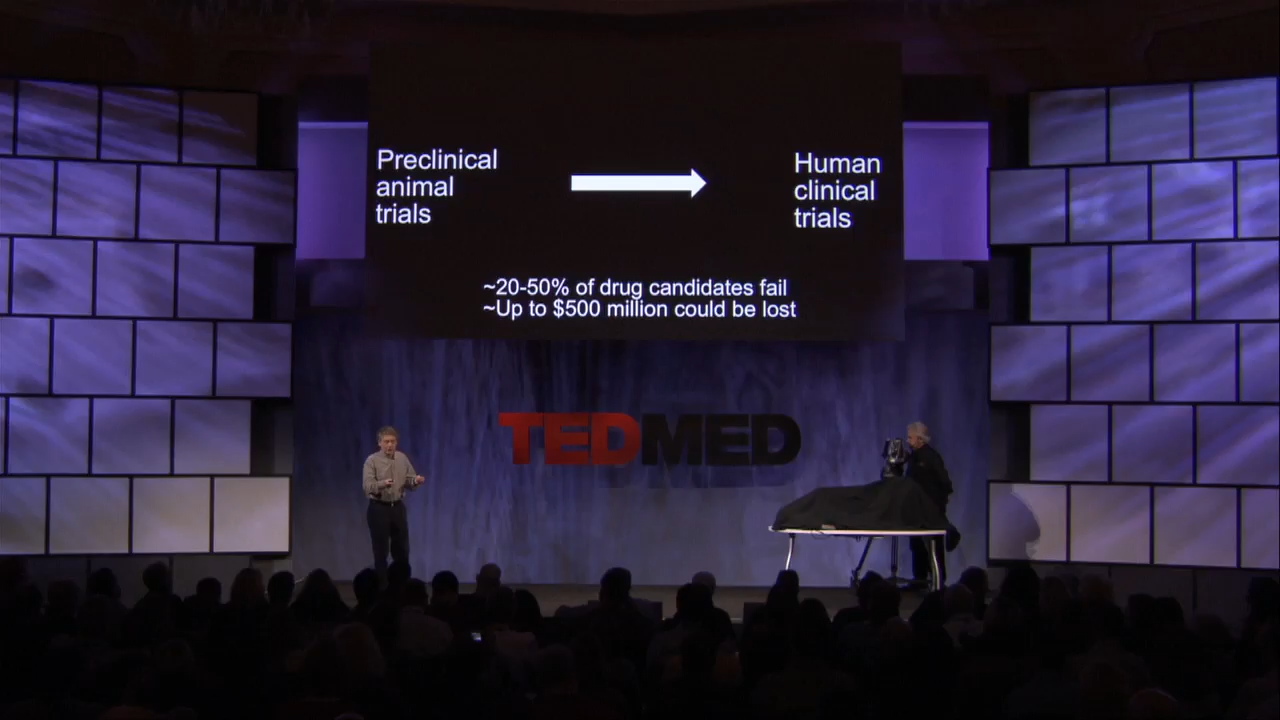 Preclinical
animal
trials
Human
clinical
trials
~20-50% of drug candidates fail
~Up to $500 million could be lost
TEDMED